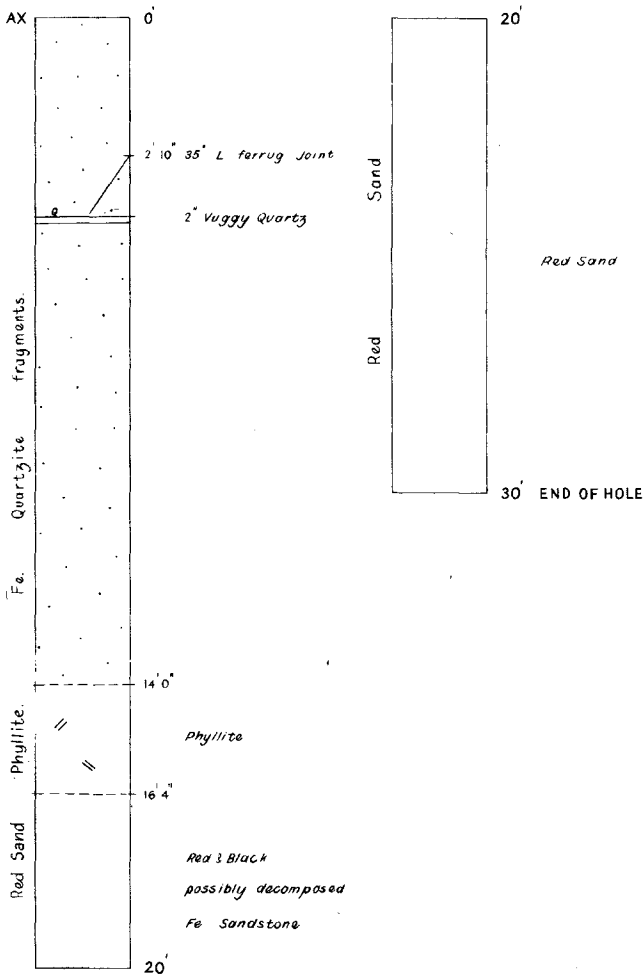 AX
0'
2' 10" 35° L ferrug Joint
Q
2" Vuggy Quartz
Fe. Quartzite fragments.
14' 0"
Phyllite.
Phyllite
16' 4"
Red Sand
Red & Black
possibly decomposed
Fe Sandstone
20'
20'
Red Sand
Red Sand
30' END OF HOLE